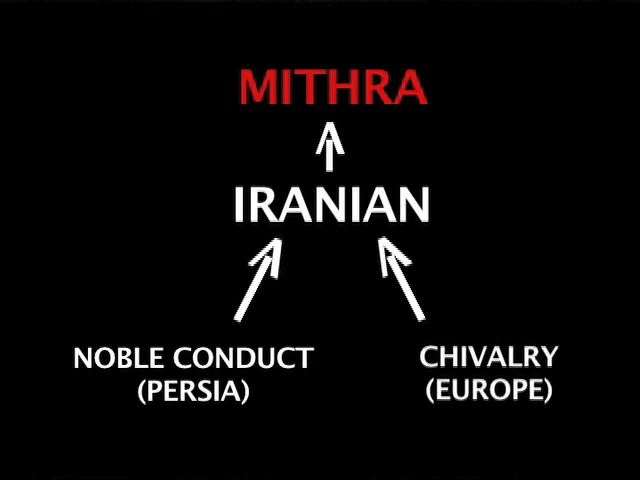 MITHRA
IRANIAN
NOBLE CONDUCT
(PERSIA)
CHIVALRY
(EUROPE)